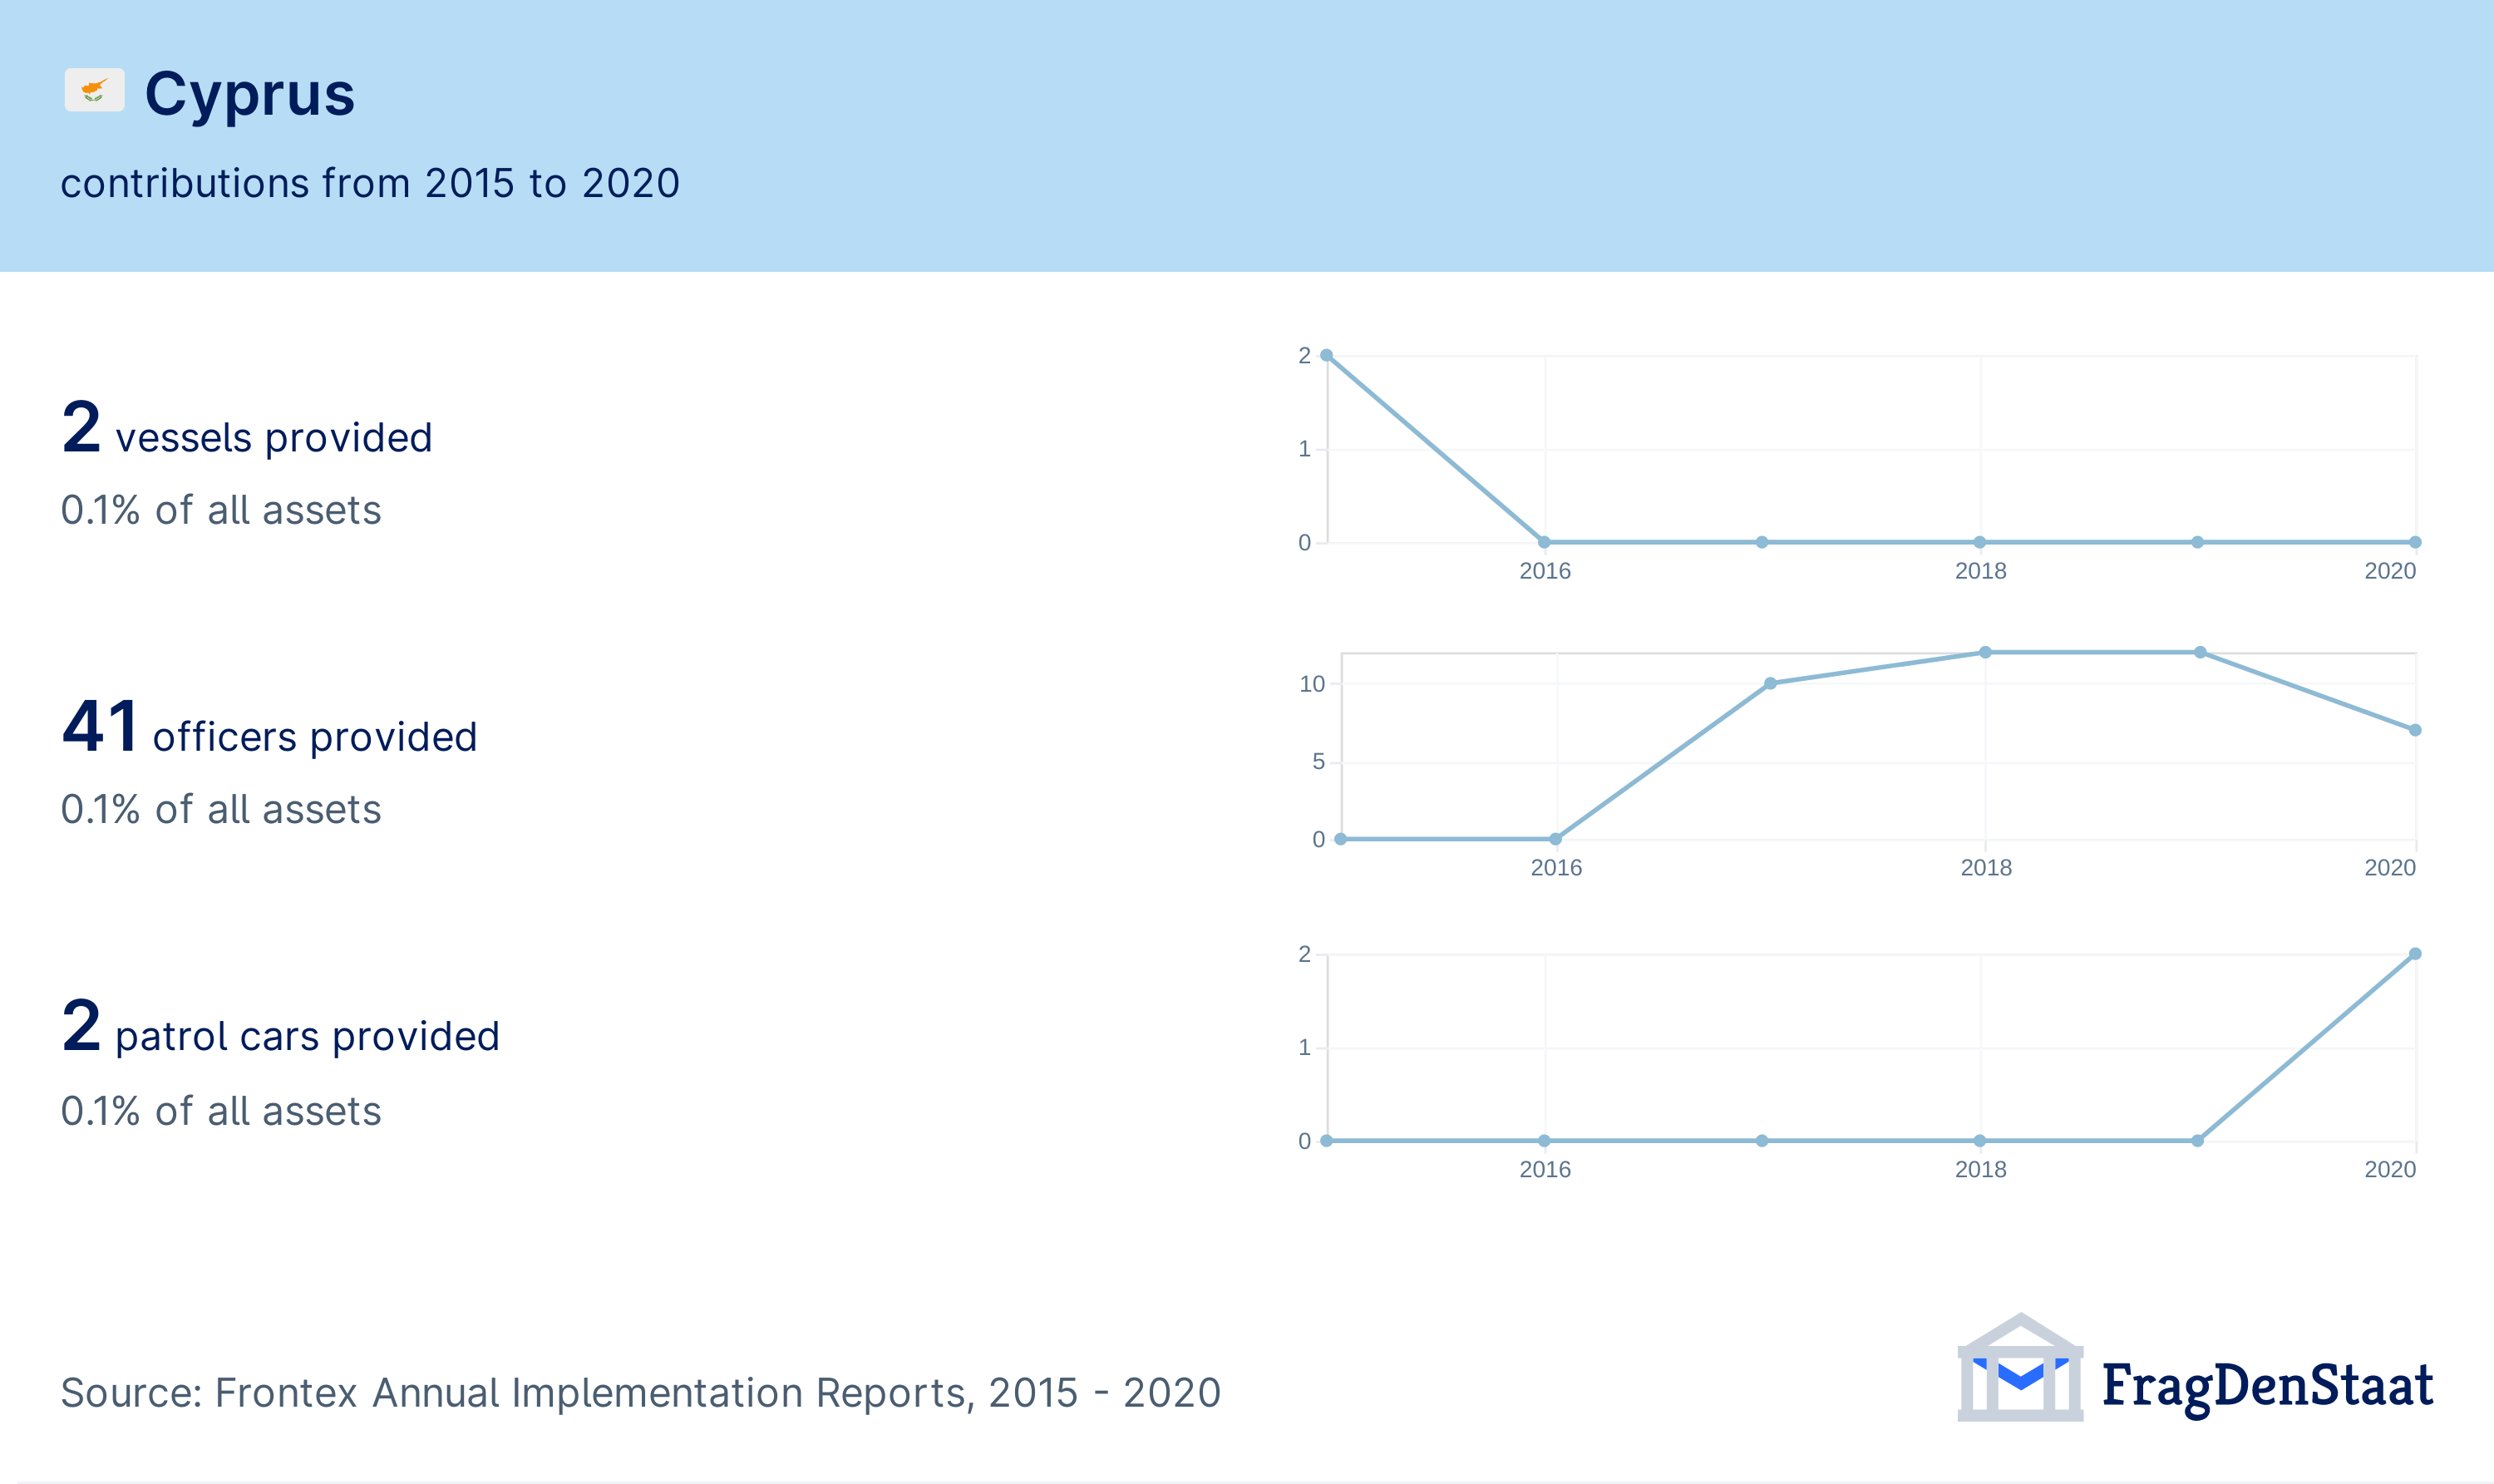 Cyprus
contributions from 2015 to 2020
2 vessels provided
0.1% of all assets
2
1
0
2016 2018 2020
41 officers provided
0.1% of all assets
10
5
0
2016 2018 2020
2 patrol cars provided
0.1% of all assets
2
1
0
2016 2018 2020
Source: Frontex Annual Implementation Reports, 2015 - 2020
FragDenStaat